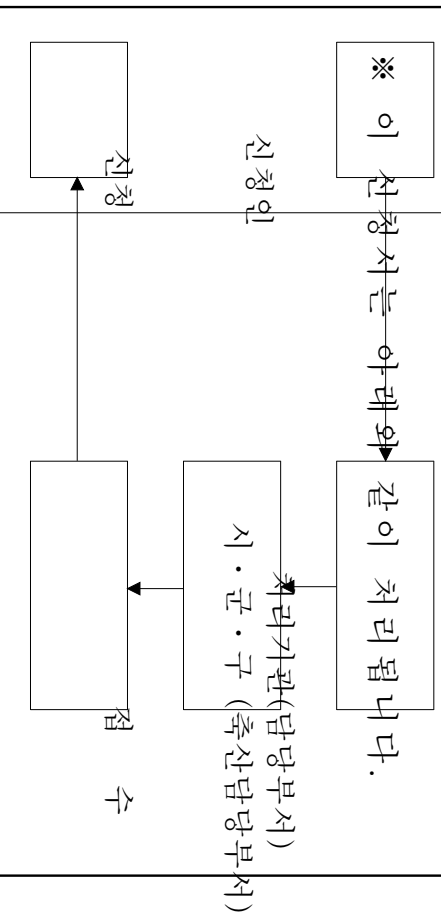 ※ 이 신청서는 아래와 같이 처리됩니다.
신청인
처리기관(담당부서)
시·군·구 (축산담당부서)
신청
접 수